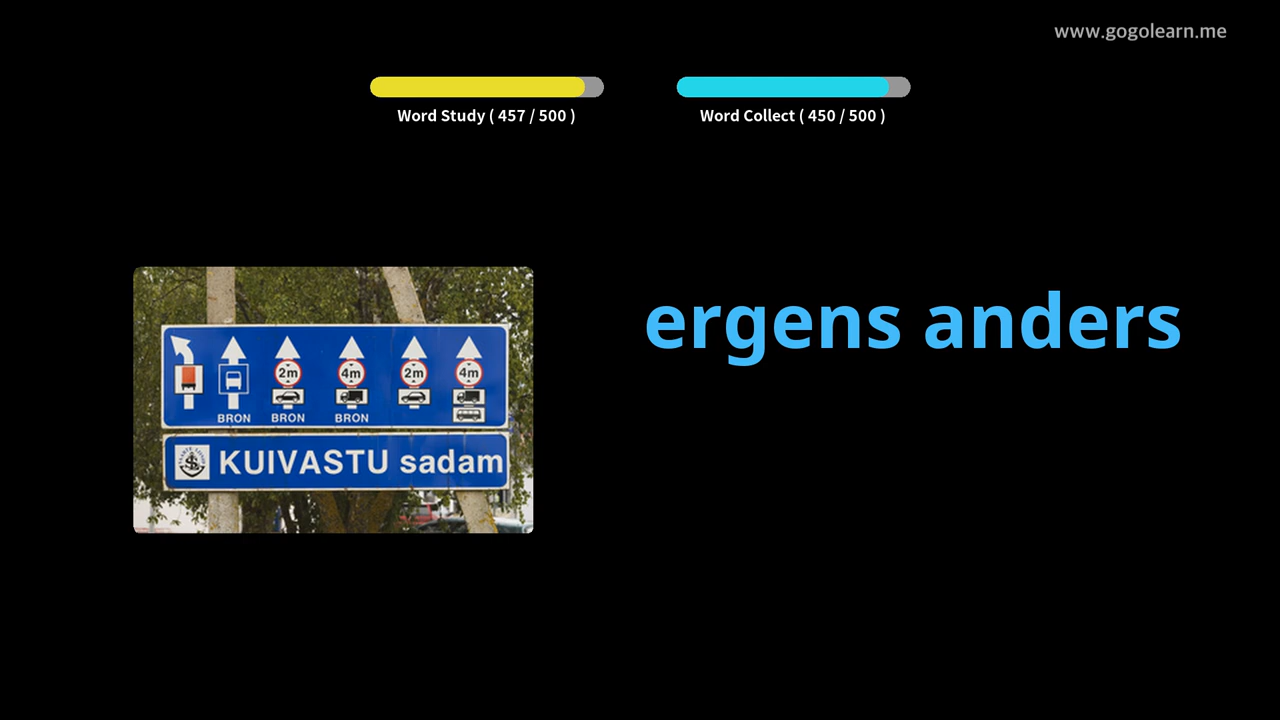 www.gogolearn.me
Word Study ( 457 / 500 )
Word Collect ( 450 / 500 )
ergens anders
2m
4m
2m
4m
BRON
BRON
BRON
KUIVASTU sadam